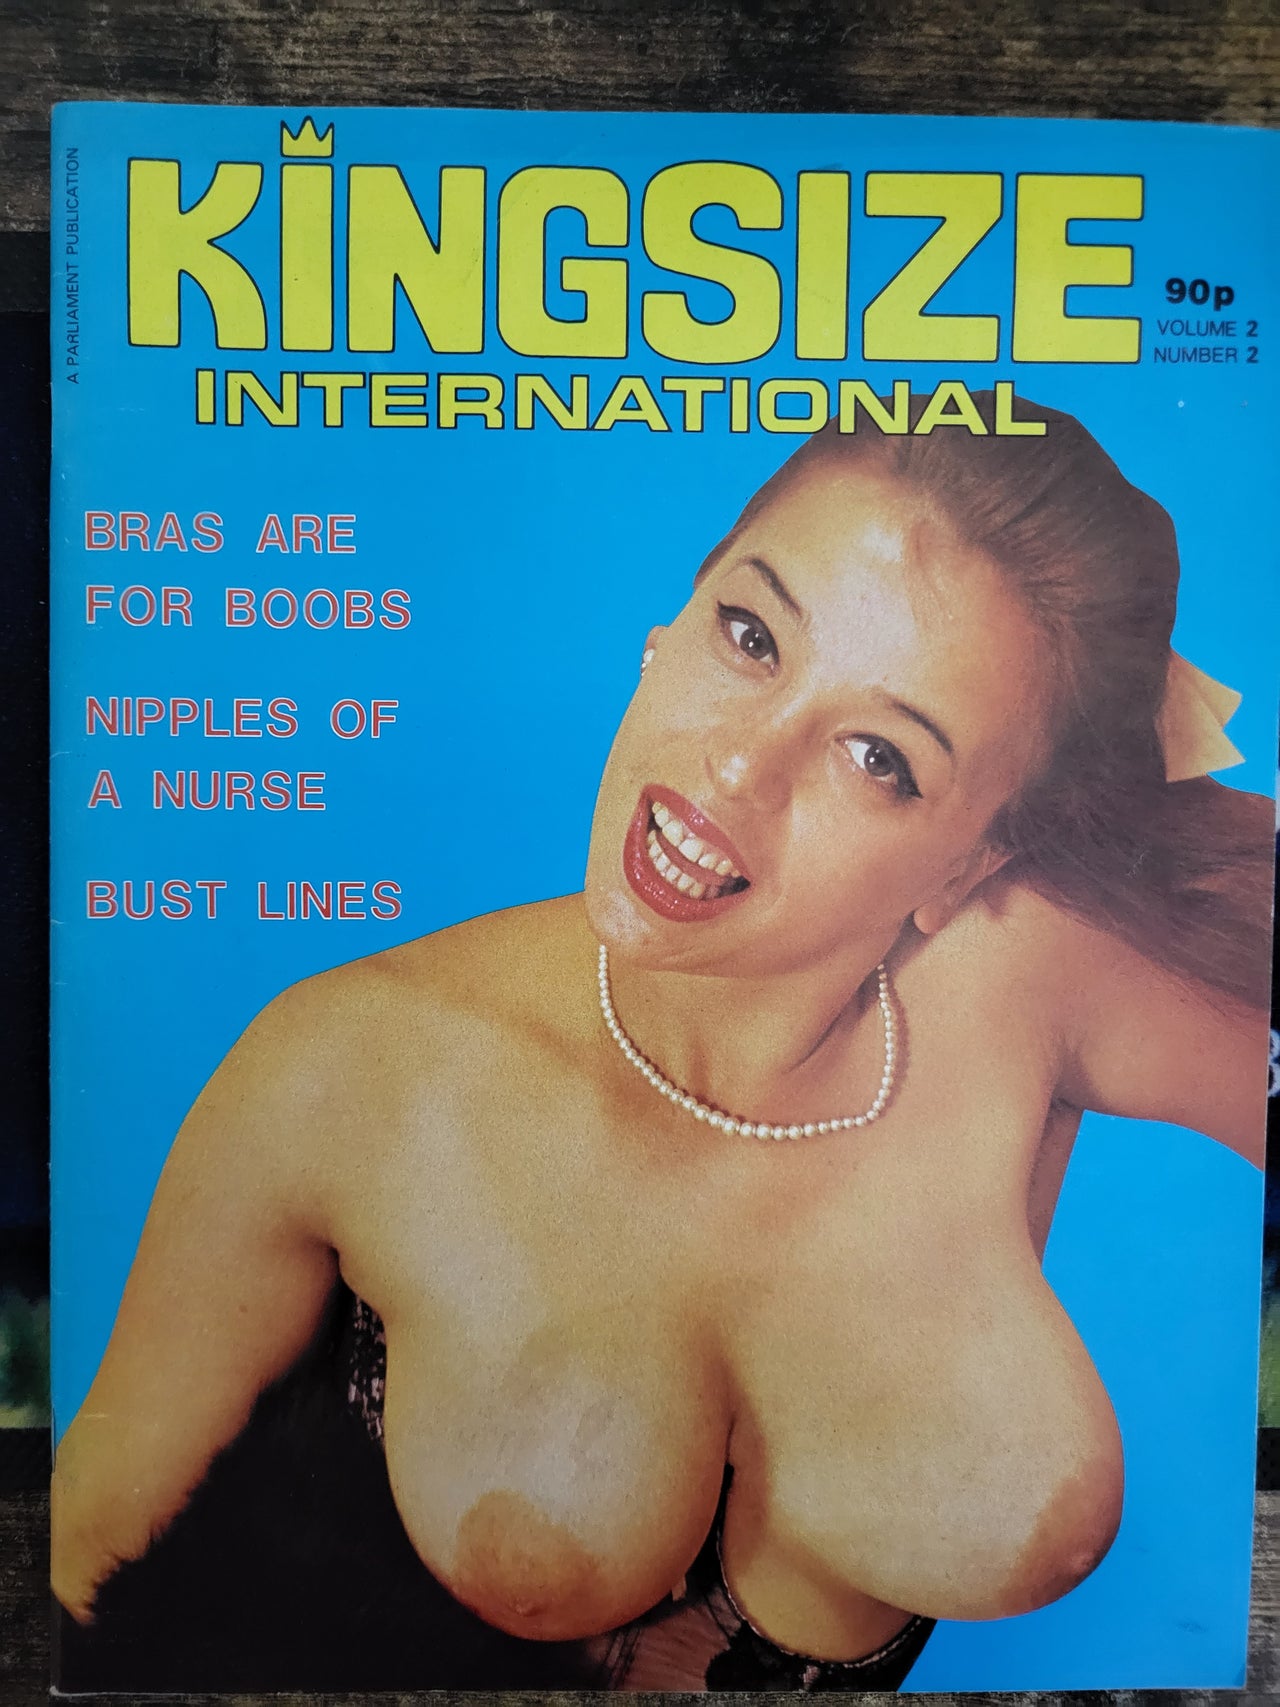 A PARLIAMENT PUBLICATION
KINGSIZE
INTERNATIONAL
90p
VOLUME 2
NUMBER 2
BRAS ARE
FOR BOOBS
NIPPLES OF
A NURSE
BUST LINES